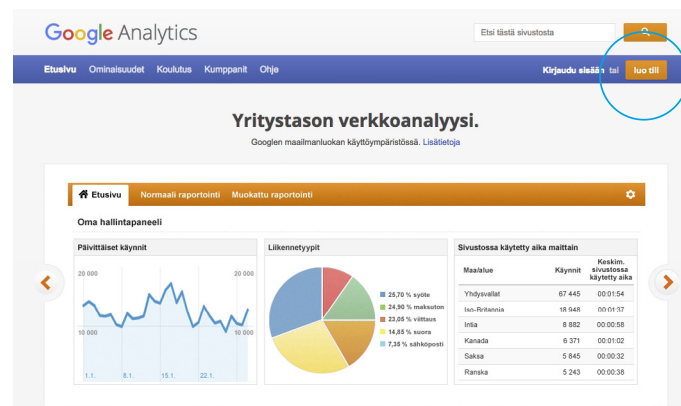 Google Analytics
Etsi tästä sivustosta
Etusivu Ominaisuudet Koulutus Kumppanit Ohje
Kirjaudu sisään tai luo tili
Yritystason verkkoanalyysi.
Googlen maailmanluokan käyttöympäristössä. Lisätietoja
Etusivu Normaali raportointi Muokattu raportointi
Oma hallintapaneeli
Päivittäiset käynnit
20 000 20 000
10 000 10 000
1.1. 8.1. 15.1. 22.1.
Liikennetyypit
25,70 % syöte
24,90 % maksuton
23,05 % viittaus
14,85 % suora
7,35 % sähköposti
Sivustossa käytetty aika maittain
Maa/alue Käynnit Keskim. sivustossa käytetty aika
Yhdysvallat 67 445 00:01:54
Iso-Britannia 18 948 00:01:37
Intia 8 882 00:00:58
Kanada 6 371 00:01:02
Saksa 5 845 00:00:32
Ranska 5 243 00:00:38